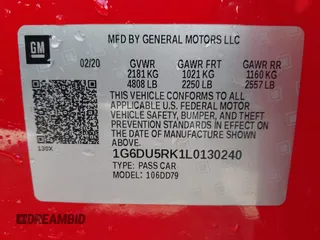 GM
MFD BY GENERAL MOTORS LLC
02/20 GVWR GAWR FRT GAWR RR
2181 KG 1021 KG 1160 KG
4808 LB 2250 LB 2557 LB
THIS VEHICLE CONFORMS TO ALL
APPLICABLE U.S. FEDERAL MOTOR
VEHICLE SAFETY, BUMPER, AND THEFT
PREVENTION STANDARDS IN EFFECT
ON THE DATE OF MANUFACTURE
SHOWN ABOVE.
130X
1G6DU5RK1L0130240
TYPE: PASS CAR
MODEL: 106DD79
DREAMBID